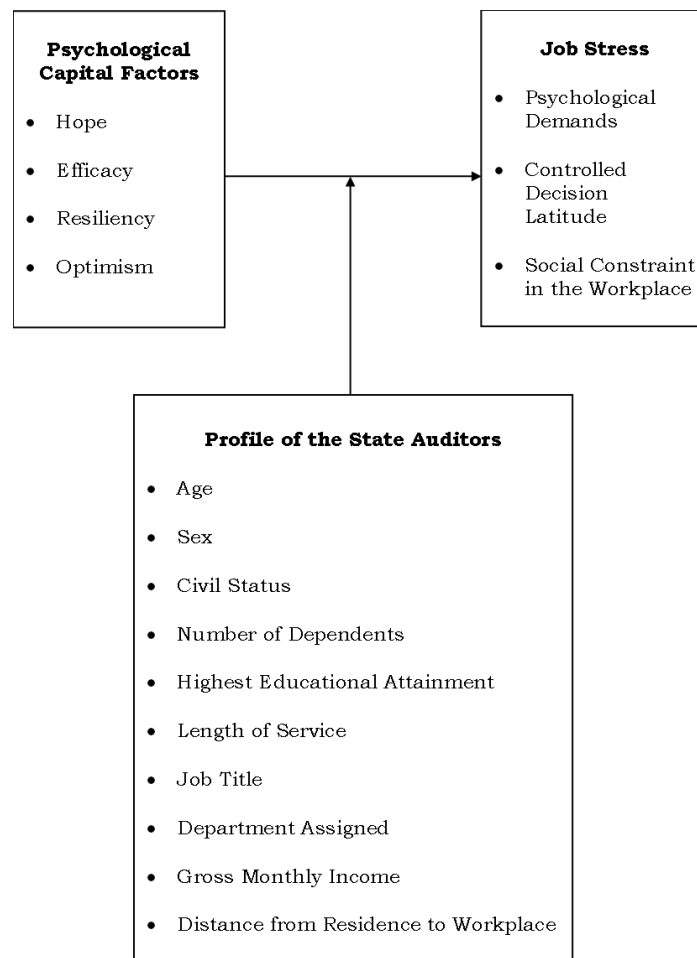 Psychological
Capital Factors
• Hope
• Efficacy
• Resiliency
• Optimism
Job Stress
• Psychological
Demands
• Controlled
Decision
Latitude
• Social Constraint
in the Workplace
Profile of the State Auditors
• Age
• Sex
• Civil Status
• Number of Dependents
• Highest Educational Attainment
• Length of Service
• Job Title
• Department Assigned
• Gross Monthly Income
• Distance from Residence to Workplace